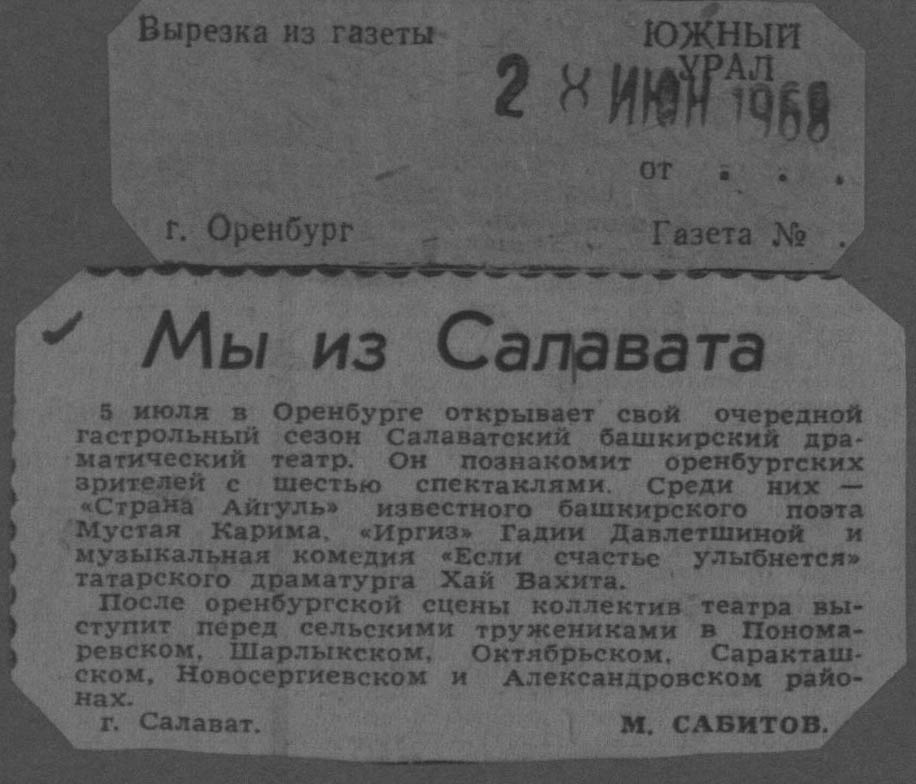 Вырезка из газеты
ЮЖНЫЙ
УРАЛ
2 8 ИЮН 1968
от . . .
г. Оренбург
Газета № .
Мы из Салавата
5 июля в Оренбурге открывает свой очередной
гастрольный сезон Салаватский башкирский дра-
матический театр. Он познакомит оренбургских
зрителей с шестью спектаклями. Среди них —
«Страна Айгуль» известного башкирского поэта
Мустая Карима, «Иргиз» Гадии Давлетшиной и
музыкальная комедия «Если счастье улыбнется»
татарского драматурга Хай Вахита.
После оренбургской сцены коллектив театра вы-
ступит перед сельскими тружениками в Понома-
ревском, Шарлыкском, Октябрьском, Саракташ-
ском, Новосергиевском и Александровском райо-
нах.
г. Салават.
М. САБИТОВ.